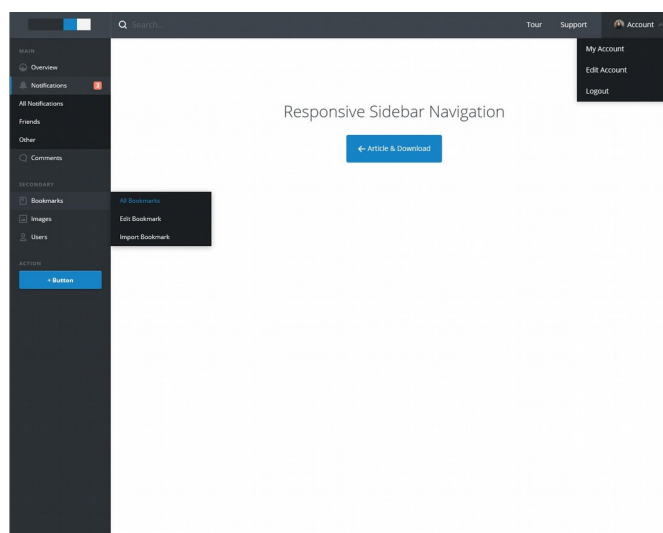 Search...
Tour
Support
Account
My Account
Edit Account
Logout
MAIN
Overview
Notifications 3
All Notifications
Friends
Other
Comments
SECONDARY
Bookmarks
All Bookmarks
Edit Bookmark
Import Bookmark
Images
Users
ACTION
+ Button
Responsive Sidebar Navigation
← Article & Download